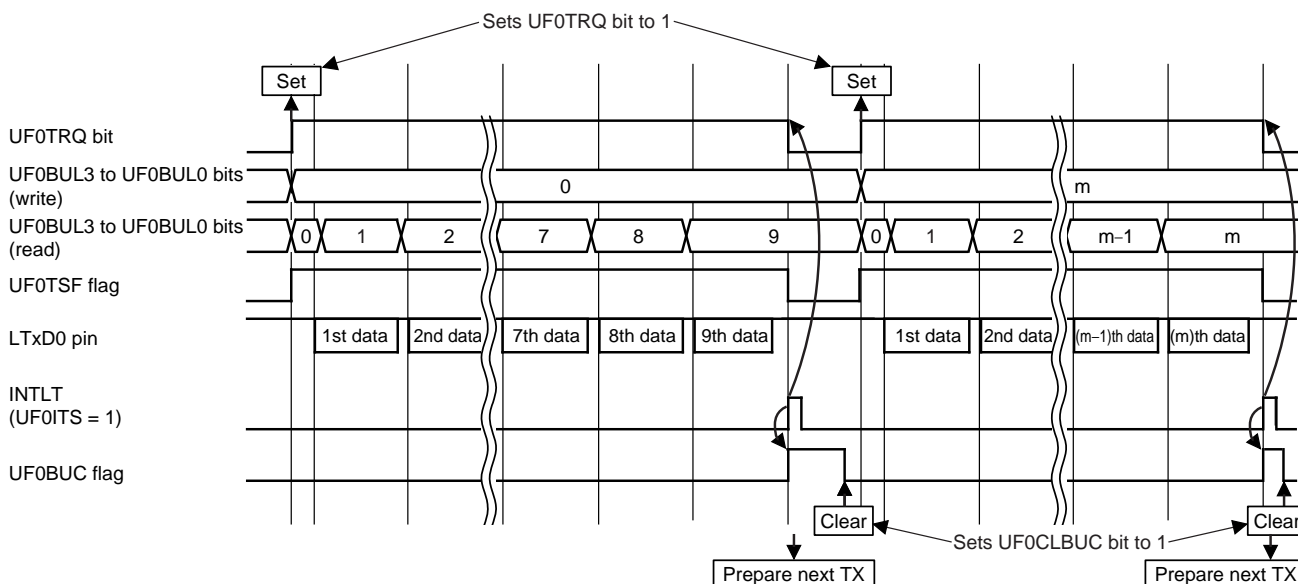 Sets UF0TRQ bit to 1
Set Set
UF0TRQ bit
UF0BUL3 to UF0BUL0 bits
(write)
0 m
UF0BUL3 to UF0BUL0 bits
(read)
0 1 2 7 8 9 0 1 2 m−1 m
UF0TSF flag
LTxD0 pin
1st data 2nd data 7th data 8th data 9th data 1st data 2nd data (m−1)th data (m)th data
INTLT
(UF0ITS = 1)
UF0BUC flag
Clear Clear
Sets UF0CLBUC bit to 1
Prepare next TX Prepare next TX